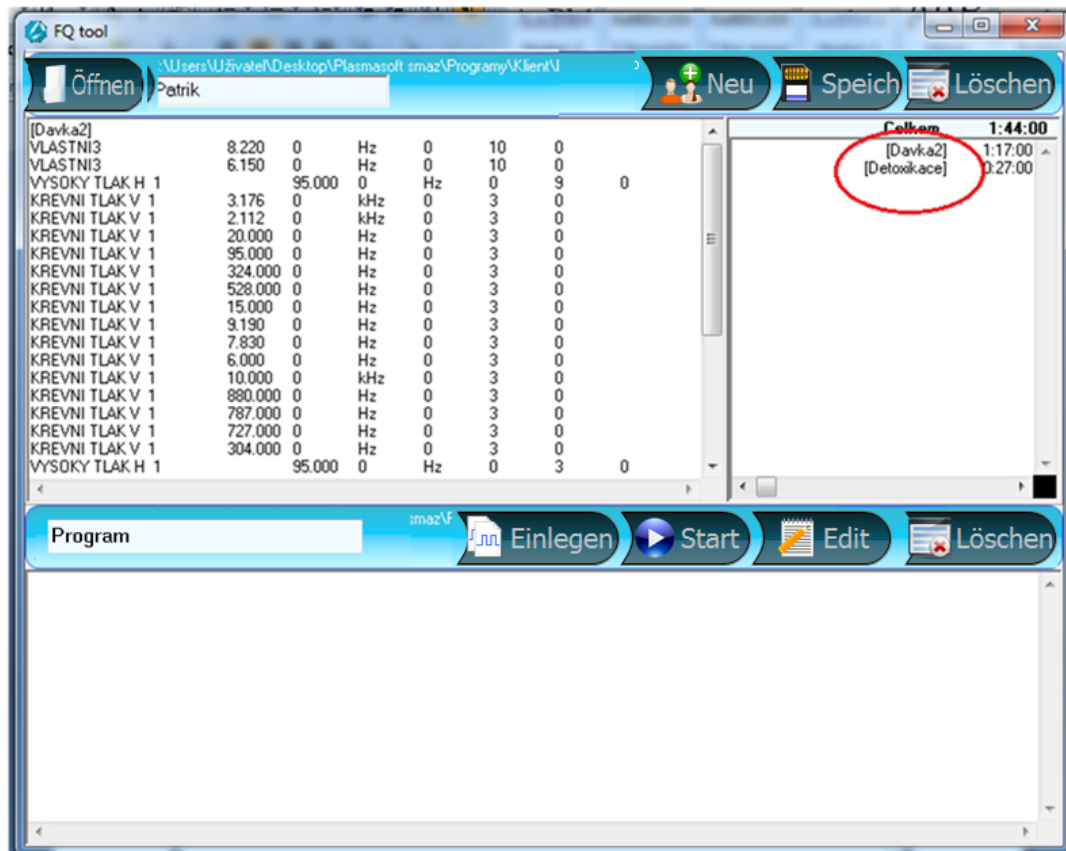 FQ tool
:\Users\Uživatel\Desktop\Plasmasoft smaz\Programy\Klient\
Öffnen
Patrik
Neu
Speich
Löschen
[Davka2]
VLASTNI3 8.220 0 Hz 0 10 0
VLASTNI3 6.150 0 Hz 0 10 0
VYSOKY TLAK H 1 95.000 0 Hz 0 9 0
KREVNI TLAK V 1 3.176 0 kHz 0 3 0
KREVNI TLAK V 1 2.112 0 kHz 0 3 0
KREVNI TLAK V 1 20.000 0 Hz 0 3 0
KREVNI TLAK V 1 95.000 0 Hz 0 3 0
KREVNI TLAK V 1 324.000 0 Hz 0 3 0
KREVNI TLAK V 1 528.000 0 Hz 0 3 0
KREVNI TLAK V 1 15.000 0 Hz 0 3 0
KREVNI TLAK V 1 9.190 0 Hz 0 3 0
KREVNI TLAK V 1 7.830 0 Hz 0 3 0
KREVNI TLAK V 1 6.000 0 Hz 0 3 0
KREVNI TLAK V 1 10.000 0 kHz 0 3 0
KREVNI TLAK V 1 880.000 0 Hz 0 3 0
KREVNI TLAK V 1 787.000 0 Hz 0 3 0
KREVNI TLAK V 1 727.000 0 Hz 0 3 0
KREVNI TLAK V 1 304.000 0 Hz 0 3 0
VYSOKY TLAK H 1 95.000 0 Hz 0 3 0
Celkem 1:44:00
[Davka2] 1:17:00
[Detoxikace] 0:27:00
Program
smaz\
Einlegen
Start
Edit
Löschen